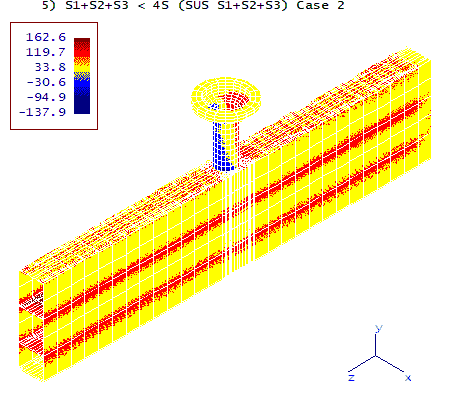 5) S1+S2+S3 < 4S (SUS S1+S2+S3) Case 2
162.6
119.7
33.8
-30.6
-94.9
-137.9
y
z
x